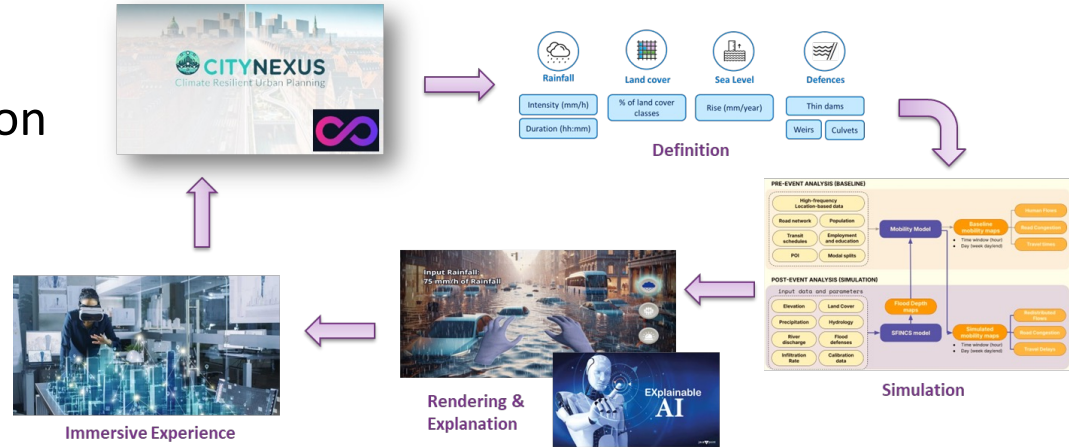 on
CITYNEXUS
Climate Resilient Urban Planning
Rainfall
Land cover
Sea Level
Defences
Intensity (mm/h)
Duration (hh:mm)
% of land cover
classes
Rise (mm/year)
Thin dams
Weirs
Culvets
Definition
PRE-EVENT ANALYSIS (BASELINE)
High-frequency
Location-based data
Road network
Population
Transit
schedules
Employment
and education
POI
Modal splits
Mobility Model
Baseline
mobility maps
Time window (hour)
Day (week day/end)
Human Flows
Road Congestion
Travel times
POST-EVENT ANALYSIS (SIMULATION)
Input data and parameters
Elevation
Land Cover
Precipitation
Hydrology
River
discharge
Flood
defenses
Infiltration
Rate
Calibration
data
Flood Depth
maps
SFINCS model
Simulated
mobility maps
Time window (hour)
Day (week day/end)
Redistributed
Flows
Road Congestion
Simulation
Input Rainfall:
75 mm/h of Rainfall
EXplainable
AI
Rendering &
Explanation
Immersive Experience